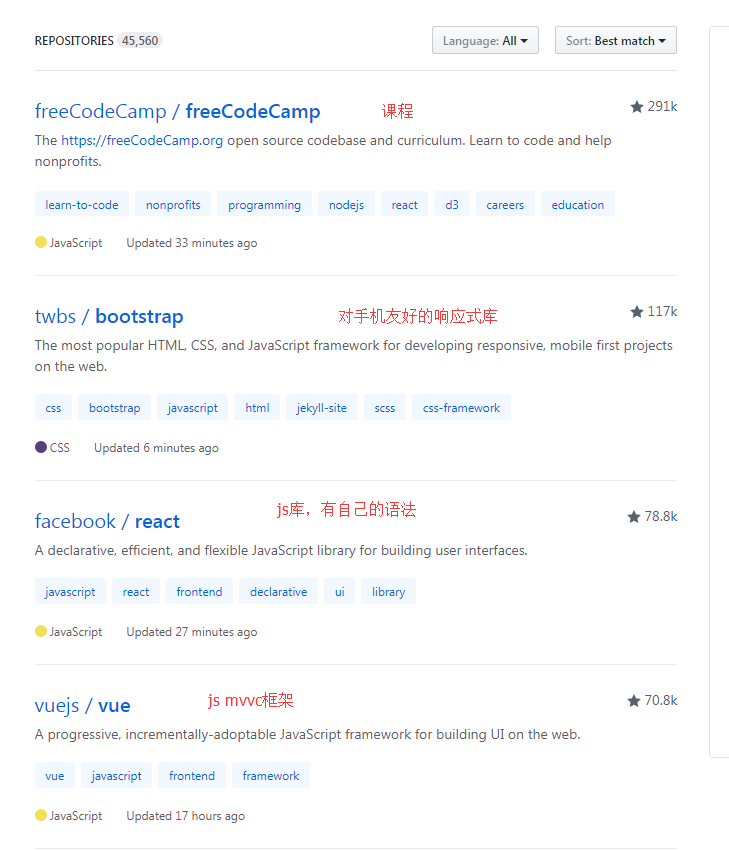 REPOSITORIES 45,560 Language: All Sort: Best match
freeCodeCamp / freeCodeCamp 课程 291k
The https://freeCodeCamp.org open source codebase and curriculum. Learn to code and help
nonprofits.
learn-to-code nonprofits programming nodejs react d3 careers education
JavaScript Updated 33 minutes ago
twbs / bootstrap 对手机友好的响应式库 117k
The most popular HTML, CSS, and JavaScript framework for developing responsive, mobile first projects
on the web.
css bootstrap javascript html jekyll-site scss css-framework
CSS Updated 6 minutes ago
facebook / react js库，有自己的语法 78.8k
A declarative, efficient, and flexible JavaScript library for building user interfaces.
javascript react frontend declarative ui library
JavaScript Updated 27 minutes ago
vuejs / vue js mvvc框架 70.8k
A progressive, incrementally-adoptable JavaScript framework for building UI on the web.
vue javascript frontend framework
JavaScript Updated 17 hours ago